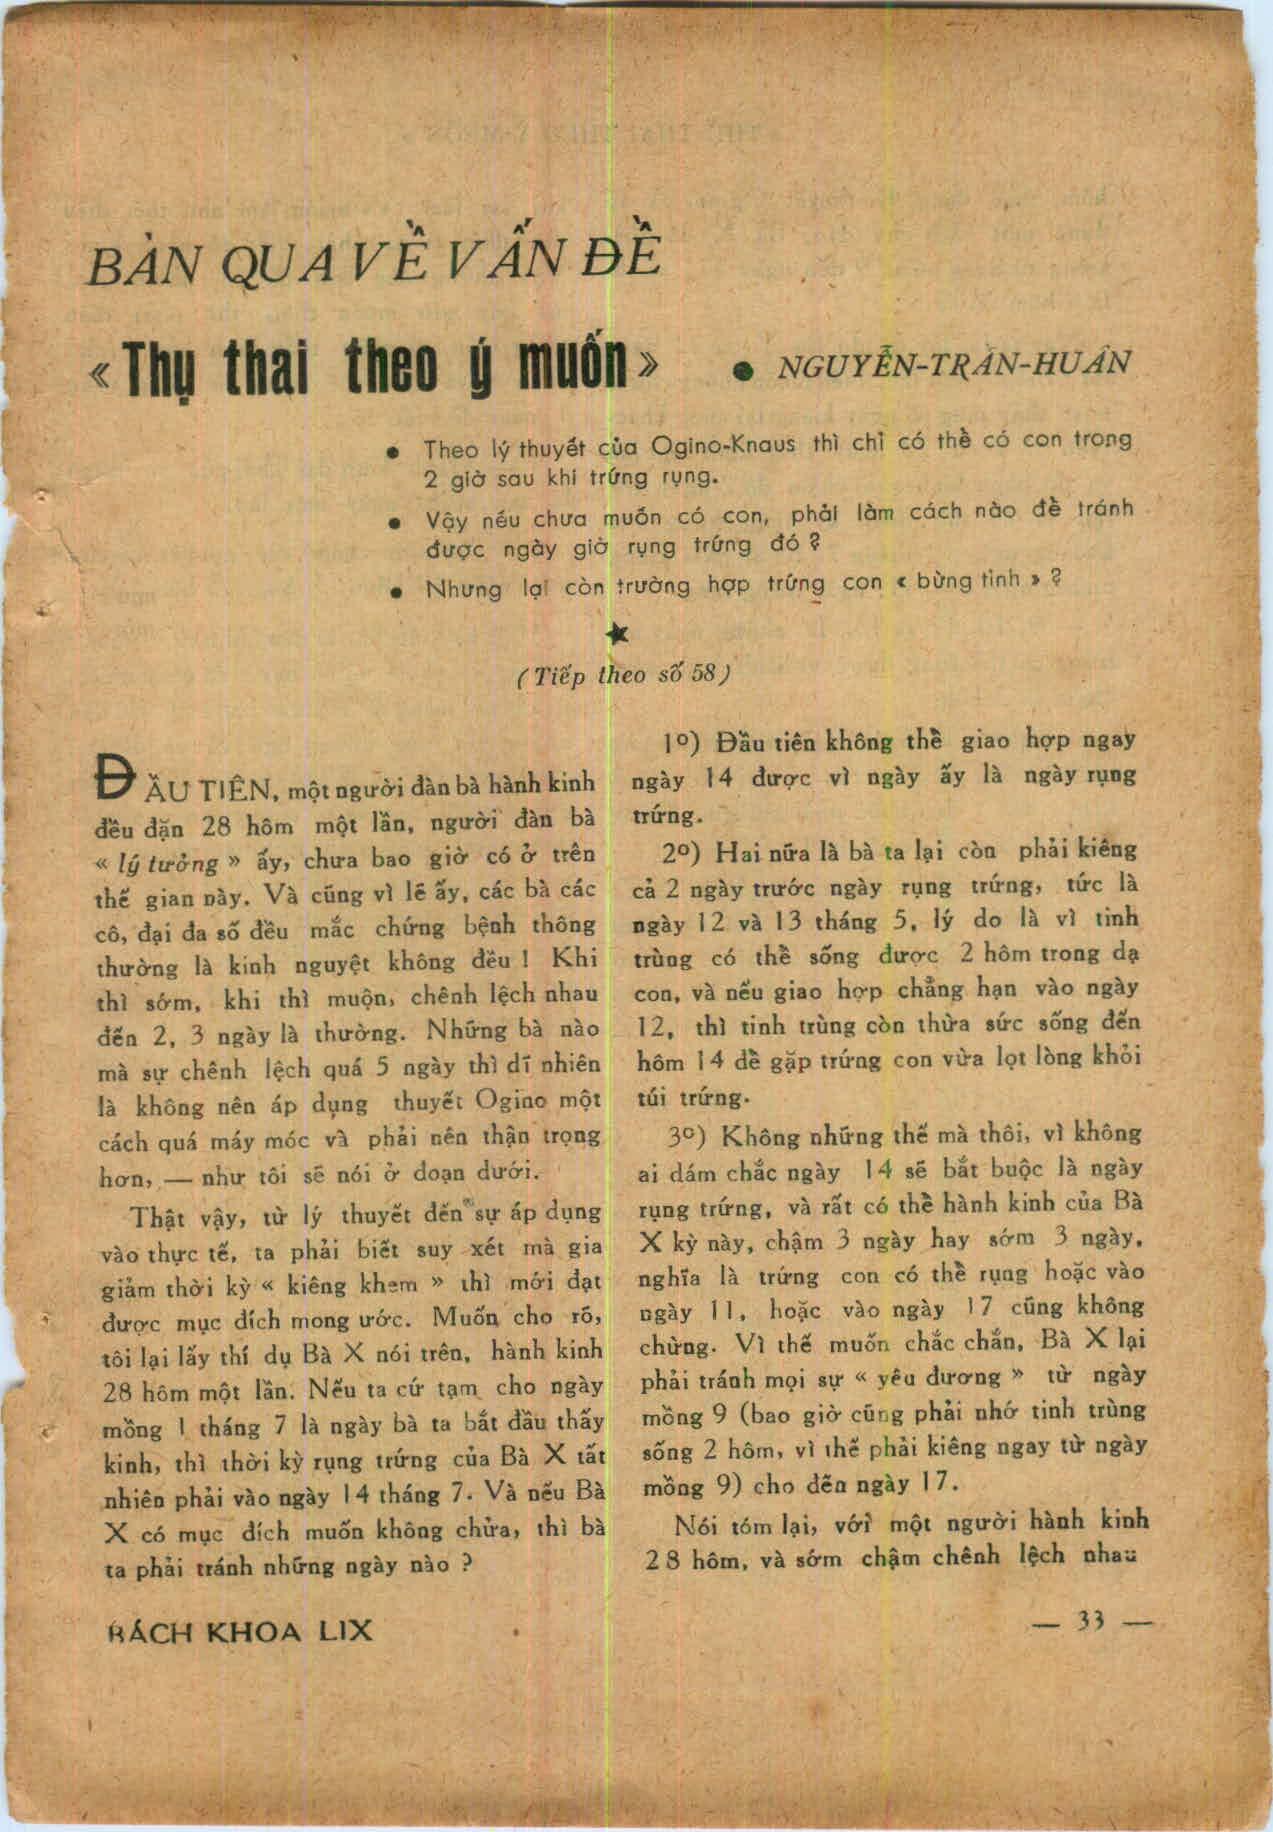 BÀN QUA VỀ VẤN ĐỀ
« Thụ thai theo ý muốn »
● NGUYỄN-TRẦN-HUÂN
● Theo lý thuyết của Ogino-Knaus thì chỉ có thể có con trong
2 giờ sau khi trứng rụng.
● Vậy nếu chưa muốn có con, phải làm cách nào để tránh
được ngày giờ rụng trứng đó ?
● Nhưng lại còn trường hợp trứng con « bừng tỉnh » ?
★
(Tiếp theo số 58)
ĐẦU TIÊN, một người đàn bà hành kinh
đều đặn 28 hôm một lần, người đàn bà
« lý tưởng » ấy, chưa bao giờ có ở trên
thế gian này. Và cũng vì lẽ ấy, các bà các
cô, đại đa số đều mắc chứng bệnh thông
thường là kinh nguyệt không đều ! Khi
thì sớm, khi thì muộn, chênh lệch nhau
đến 2, 3 ngày là thường. Những bà nào
mà sự chênh lệch quá 5 ngày thì dĩ nhiên
là không nên áp dụng thuyết Ogino một
cách quá máy móc và phải nên thận trọng
hơn, — như tôi sẽ nói ở đoạn dưới.
Thật vậy, từ lý thuyết đến sự áp dụng
vào thực tế, ta phải biết suy xét mà gia
giảm thời kỳ « kiêng khem » thì mới đạt
được mục đích mong ước. Muốn cho rõ,
tôi lại lấy thí dụ Bà X nói trên, hành kinh
28 hôm một lần. Nếu ta cứ tạm cho ngày
mồng 1 tháng 7 là ngày bà ta bắt đầu thấy
kinh, thì thời kỳ rụng trứng của Bà X tất
nhiên phải vào ngày 14 tháng 7. Và nếu Bà
X có mục đích muốn không chửa, thì bà
ta phải tránh những ngày nào ?
1º) Đầu tiên không thể giao hợp ngay
ngày 14 được vì ngày ấy là ngày rụng
trứng.
2º) Hai nữa là bà ta lại còn phải kiêng
cả 2 ngày trước ngày rụng trứng, tức là
ngày 12 và 13 tháng 5, lý do là vì tinh
trùng có thể sống được 2 hôm trong dạ
con, và nếu giao hợp chẳng hạn vào ngày
12, thì tinh trùng còn thừa sức sống đến
hôm 14 để gặp trứng con vừa lọt lòng khỏi
túi trứng.
3º) Không những thế mà thôi, vì không
ai dám chắc ngày 14 sẽ bắt buộc là ngày
rụng trứng, và rất có thể hành kinh của Bà
X kỳ này, chậm 3 ngày hay sớm 3 ngày,
nghĩa là trứng con có thể rụng hoặc vào
ngày 11, hoặc vào ngày 17 cũng không
chừng. Vì thế muốn chắc chắn, Bà X lại
phải tránh mọi sự « yêu đương » từ ngày
mồng 9 (bao giờ cũng phải nhớ tinh trùng
sống 2 hôm, vì thế phải kiêng ngay từ ngày
mồng 9) cho đến ngày 17.
Nói tóm lại, với một người hành kinh
28 hôm, và sớm chậm chênh lệch nhau
BÁCH KHOA LIX
— 33 —